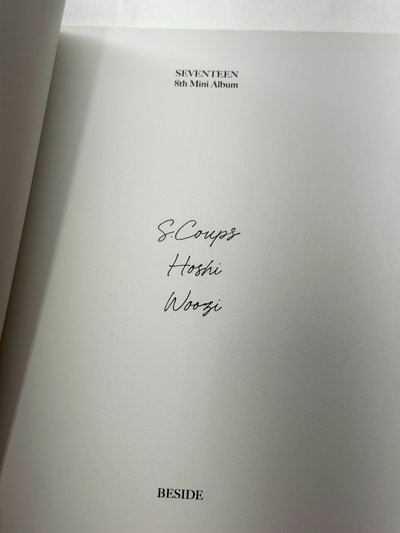 SEVENTEEN
8th Mini Album
S.Coups
Hoshi
Woozi
BESIDE